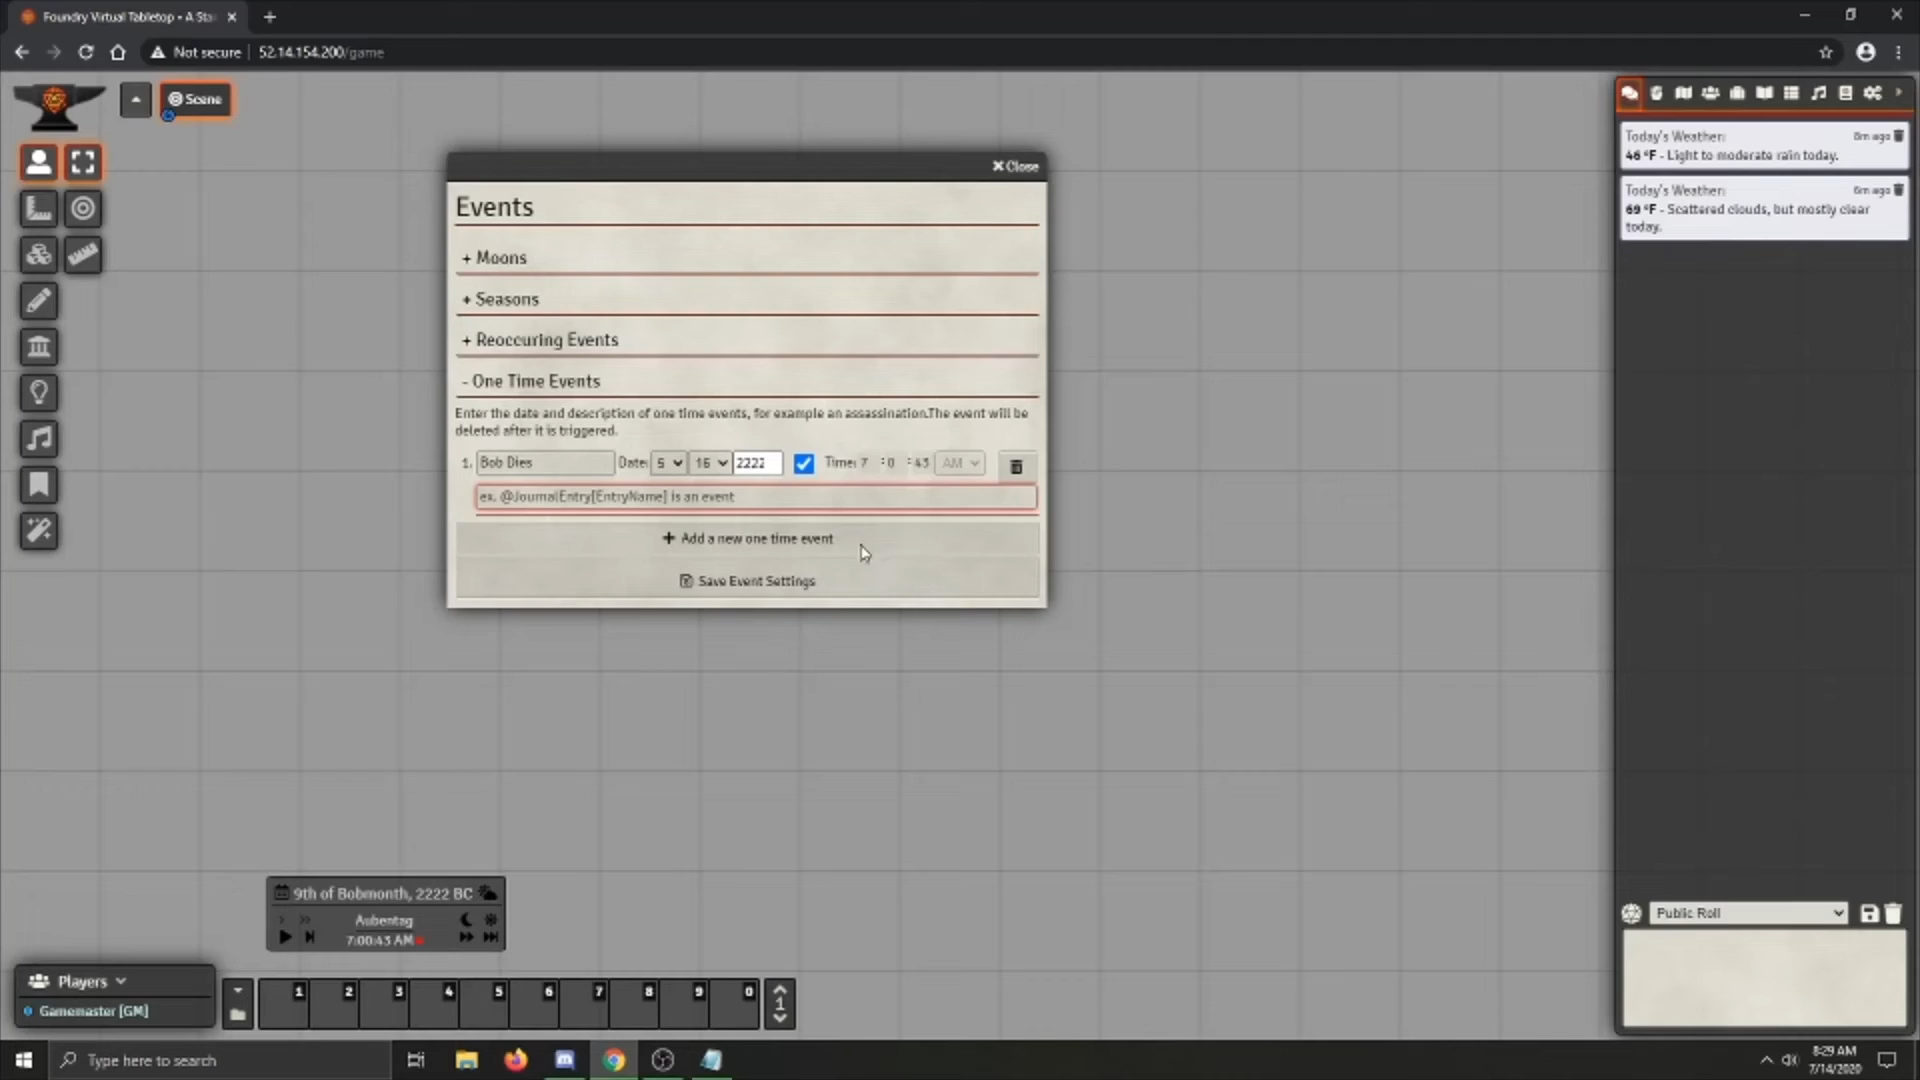 Foundry Virtual Tabletop • A Sta
Not secure
52.14.154.200/game
Scene
Close
Events
+ Moons
+ Seasons
+ Reoccuring Events
- One Time Events
Enter the date and description of one time events, for example an assassination.The event will be
deleted after it is triggered.
1. Bob Dies Date: 5 16 2222 Time: 7 : 0 : 43 AM
ex. @JournalEntry[EntryName] is an event
+ Add a new one time event
Save Event Settings
Today's Weather: 8m ago
46 °F - Light to moderate rain today.
Today's Weather: 6m ago
69 °F - Scattered clouds, but mostly clear
today.
Public Roll
9th of Bobmonth, 2222 BC
Aubentag
7:00:43 AM
Players
Gamemaster [GM]
1 2 3 4 5 6 7 8 9 0
1
Type here to search
8:29 AM
7/14/2020